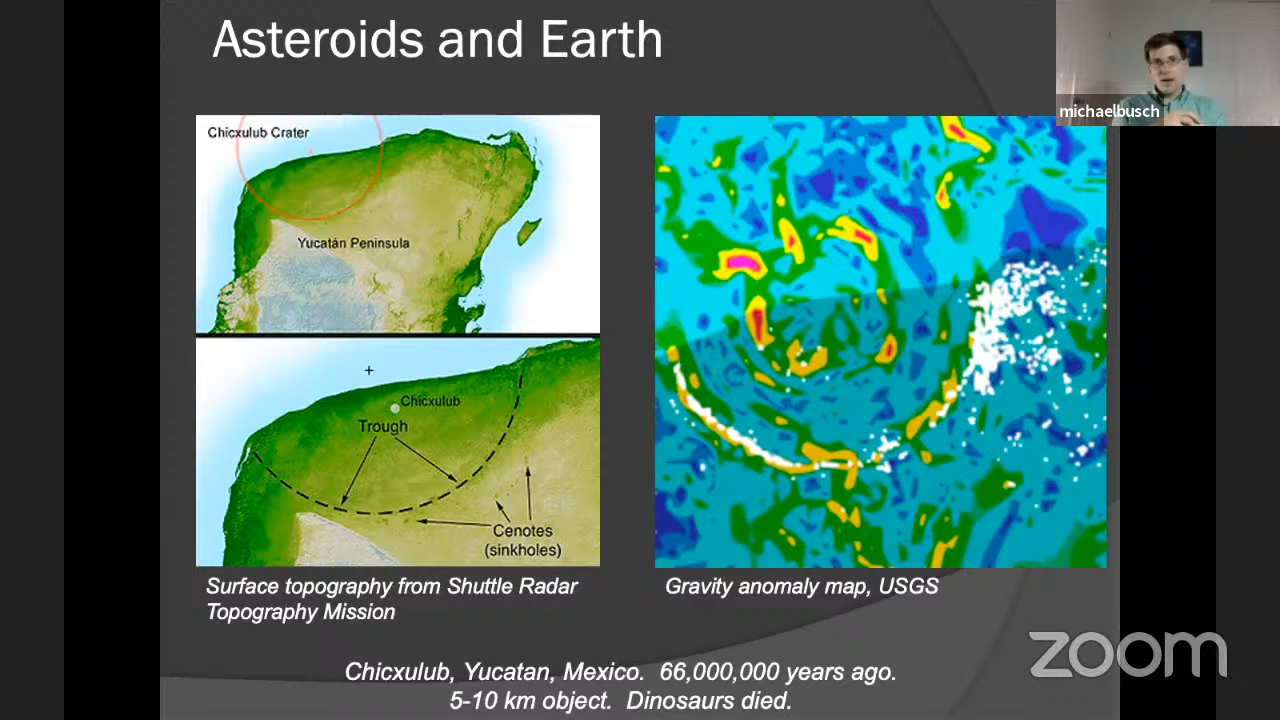 Asteroids and Earth
michaelbusch
Chicxulub Crater
Yucatán Peninsula
Chicxulub
Trough
Cenotes
(sinkholes)
Surface topography from Shuttle Radar
Topography Mission
Gravity anomaly map, USGS
Chicxulub, Yucatan, Mexico.  66,000,000 years ago.
5-10 km object.  Dinosaurs died.
zoom